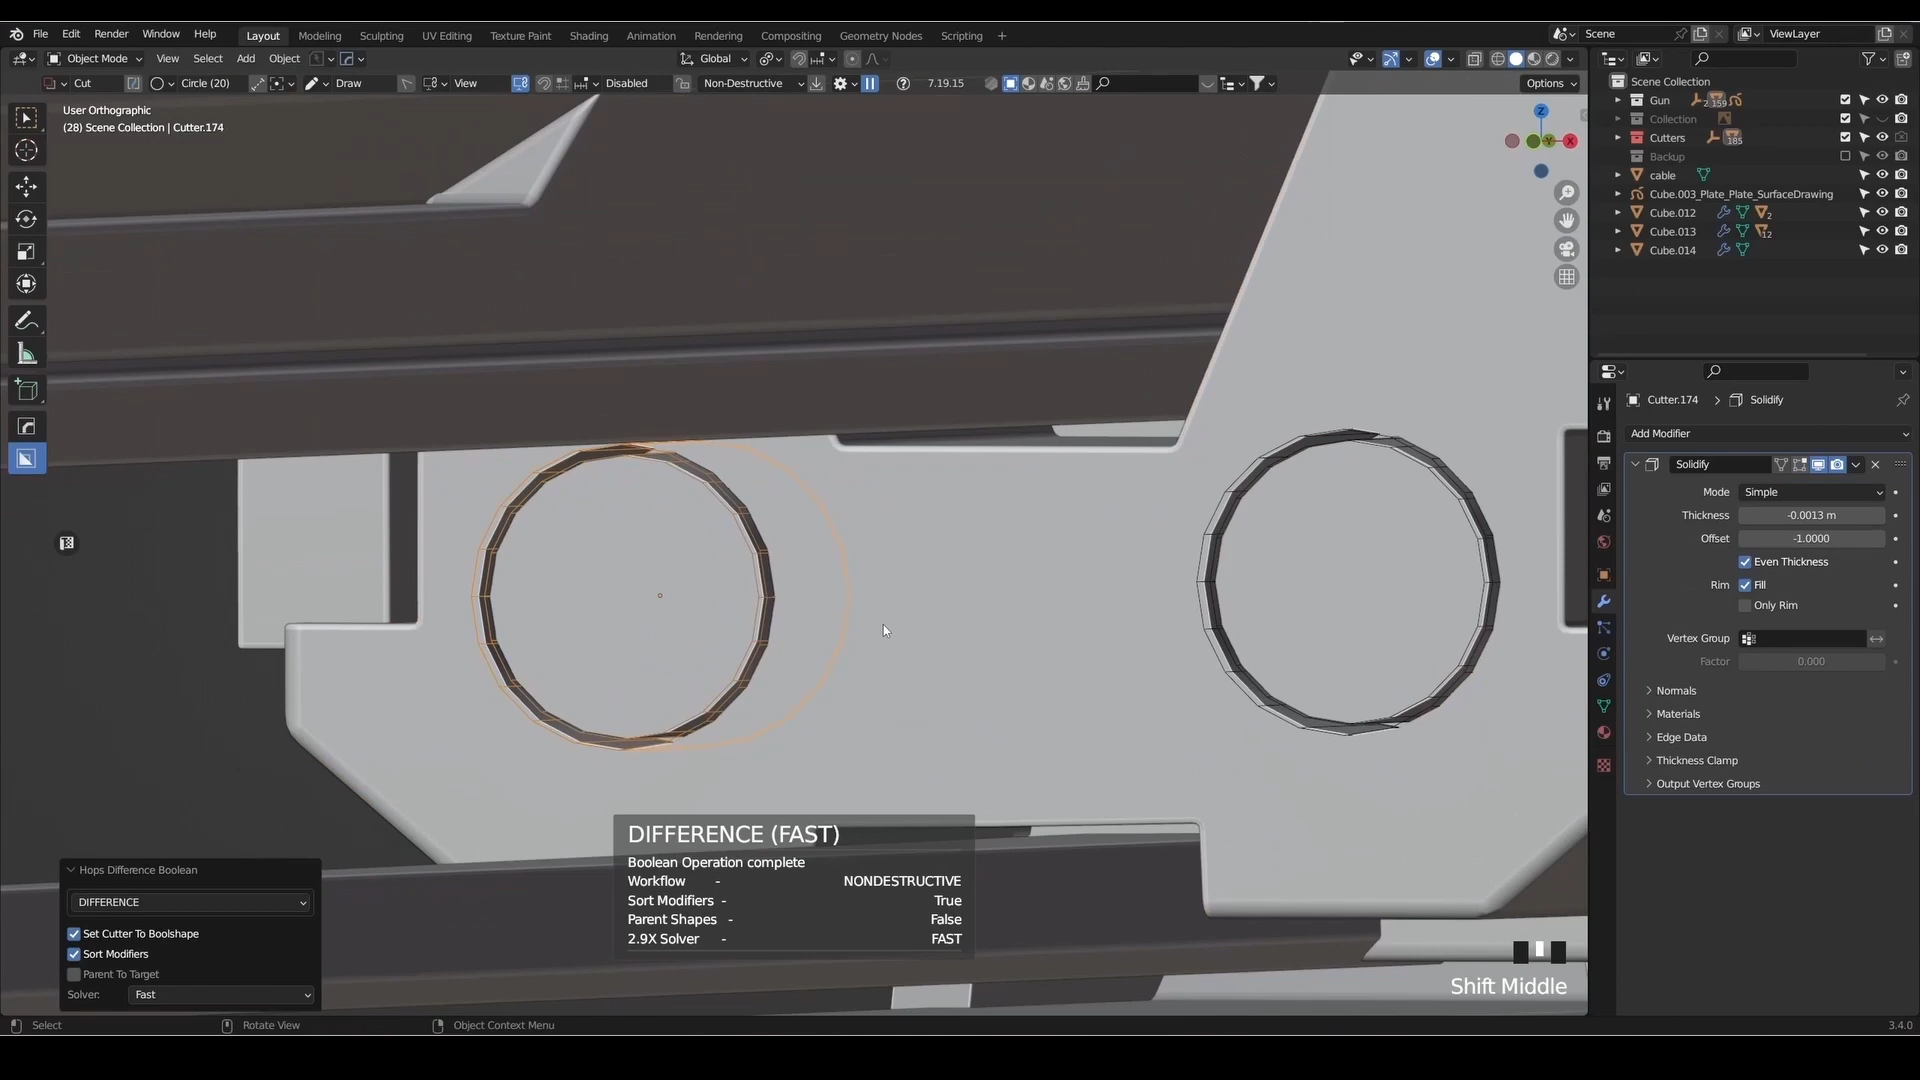 File Edit Render Window Help Layout Modeling Sculpting UV Editing Texture Paint Shading Animation Rendering Compositing Geometry Nodes Scripting + Scene ViewLayer
Object Mode View Select Add Object Global
Cut Circle (20) Draw View Disabled Non-Destructive 7.19.15 Options
User Orthographic
(28) Scene Collection | Cutter.174
Z
Y
X
Scene Collection
Gun 2 159
Collection
Cutters 185
Backup
cable
Cube.003_Plate_Plate_SurfaceDrawing
Cube.012 2
Cube.013 12
Cube.014
Cutter.174 > Solidify
Add Modifier
Solidify
Mode Simple
Thickness -0.0013 m
Offset -1.0000
Even Thickness
Rim Fill
Only Rim
Vertex Group
Factor 0.000
Normals
Materials
Edge Data
Thickness Clamp
Output Vertex Groups
DIFFERENCE (FAST)
Boolean Operation complete
Workflow - NONDESTRUCTIVE
Sort Modifiers - True
Parent Shapes - False
2.9X Solver - FAST
Hops Difference Boolean
DIFFERENCE
Set Cutter To Boolshape
Sort Modifiers
Parent To Target
Solver: Fast
Shift Middle
Select Rotate View Object Context Menu 3.4.0